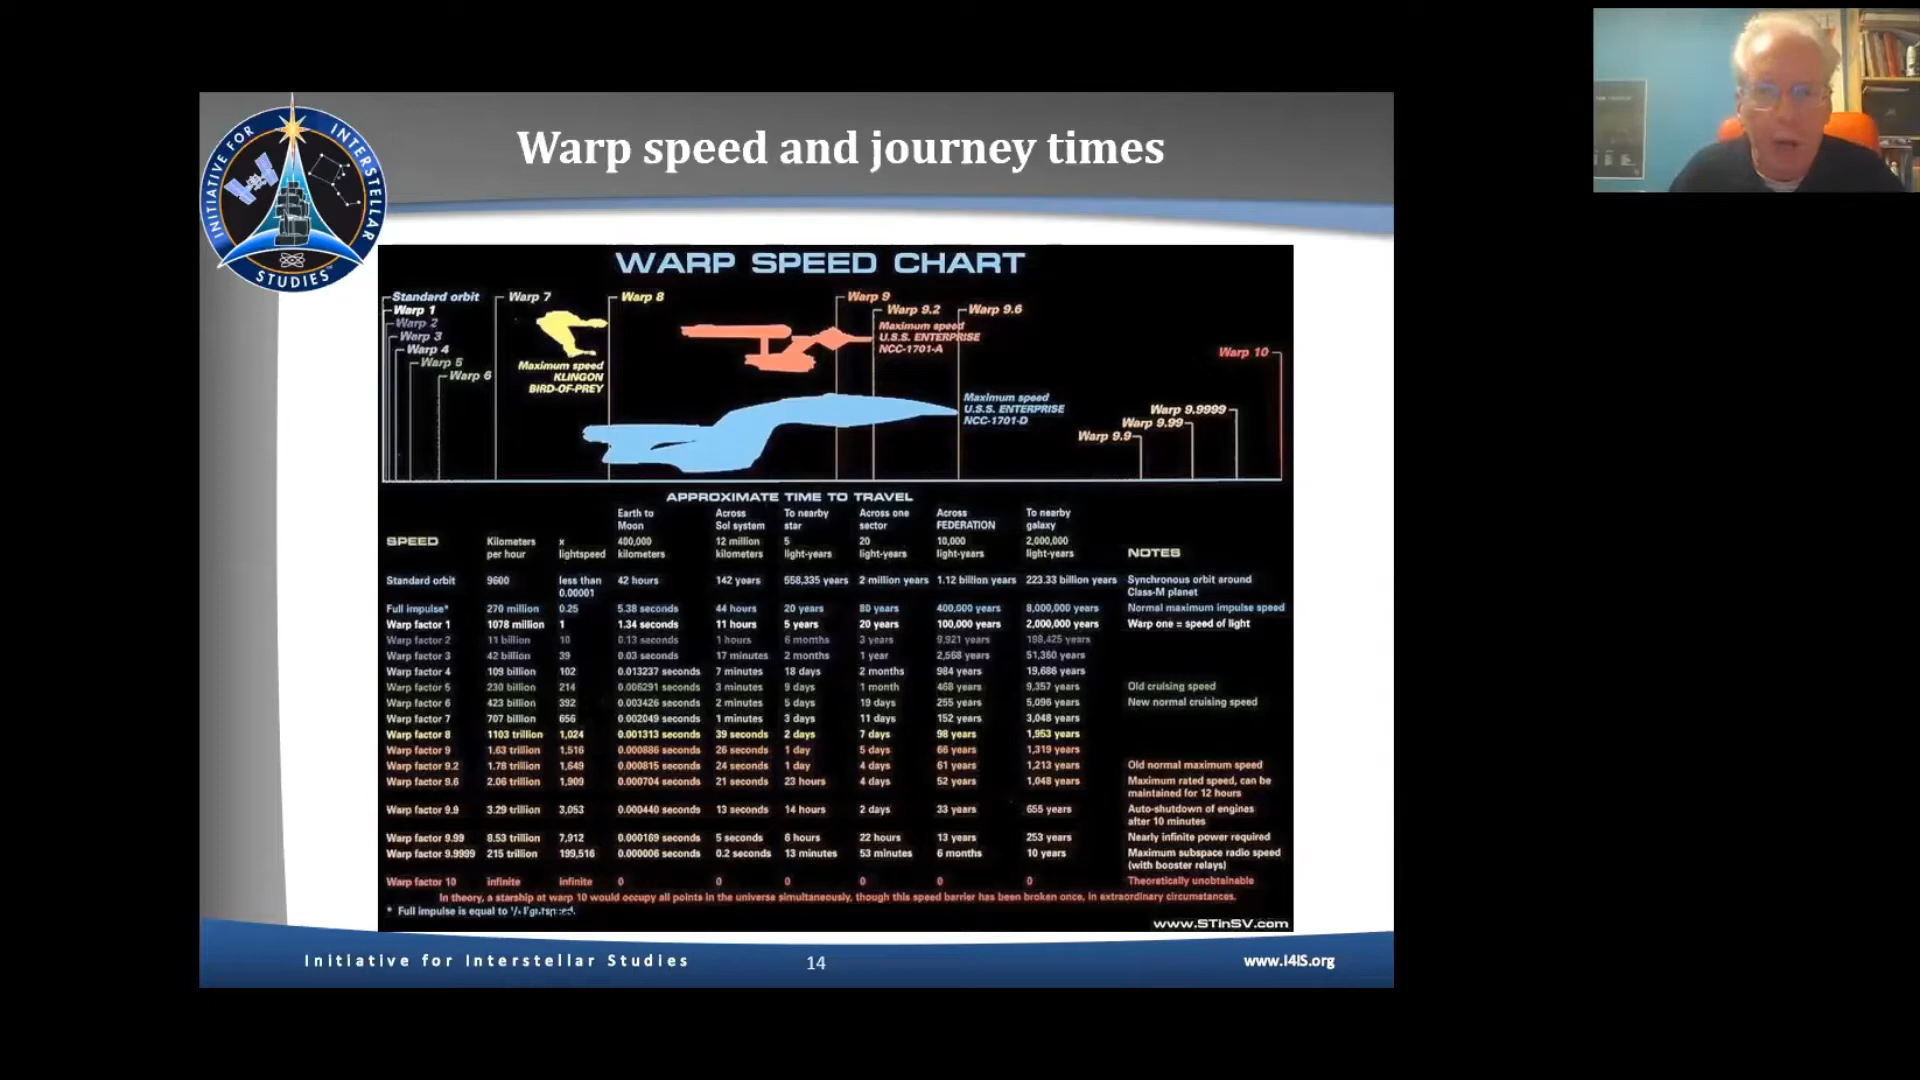 INITIATIVE FOR INTERSTELLAR STUDIES
Warp speed and journey times
WARP SPEED CHART
Standard orbit
Warp 1
Warp 2
Warp 3
Warp 4
Warp 5
Warp 6
Warp 7
Warp 8
Warp 9
Warp 9.2
Warp 9.6
Maximum speed
KLINGON
BIRD-OF-PREY
Maximum speed
U.S.S. ENTERPRISE
NCC-1701-A
Maximum speed
U.S.S. ENTERPRISE
NCC-1701-D
Warp 10
Warp 9.9999
Warp 9.99
Warp 9.9
APPROXIMATE TIME TO TRAVEL
Earth to Across To nearby Across one Across To nearby
Moon Sol system star sector FEDERATION galaxy
SPEED Kilometers x 400,000 12 million 5 20 10,000 2,000,000 NOTES
per hour lightspeed kilometers kilometers light-years light-years light-years light-years
Standard orbit 9600 less than 42 hours 142 years 558,335 years 2 million years 1.12 billion years 223.33 billion years Synchronous orbit around
0.00001 Class-M planet
Full impulse* 270 million 0.25 5.38 seconds 44 hours 20 years 80 years 400,000 years 8,000,000 years Normal maximum impulse speed
Warp factor 1 1078 million 1 1.34 seconds 11 hours 5 years 20 years 100,000 years 2,000,000 years Warp one = speed of light
Warp factor 2 11 billion 10 0.13 seconds 1 hours 6 months 3 years 9,921 years 198,425 years
Warp factor 3 42 billion 39 0.03 seconds 17 minutes 2 months 1 year 2,568 years 51,360 years
Warp factor 4 109 billion 102 0.013237 seconds 7 minutes 18 days 2 months 984 years 19,686 years
Warp factor 5 230 billion 214 0.006291 seconds 3 minutes 9 days 1 month 468 years 9,357 years Old cruising speed
Warp factor 6 423 billion 392 0.003426 seconds 2 minutes 5 days 19 days 255 years 5,096 years New normal cruising speed
Warp factor 7 707 billion 656 0.002049 seconds 1 minutes 3 days 11 days 152 years 3,048 years
Warp factor 8 1103 trillion 1,024 0.001313 seconds 39 seconds 2 days 7 days 98 years 1,953 years
Warp factor 9 1.63 trillion 1,516 0.000886 seconds 26 seconds 1 day 5 days 66 years 1,319 years
Warp factor 9.2 1.78 trillion 1,649 0.000815 seconds 24 seconds 1 day 4 days 61 years 1,213 years Old normal maximum speed
Warp factor 9.6 2.06 trillion 1,909 0.000704 seconds 21 seconds 23 hours 4 days 52 years 1,048 years Maximum rated speed, can be
maintained for 12 hours
Warp factor 9.9 3.29 trillion 3,053 0.000440 seconds 13 seconds 14 hours 2 days 33 years 655 years Auto-shutdown of engines
after 10 minutes
Warp factor 9.99 8.53 trillion 7,912 0.000169 seconds 5 seconds 6 hours 22 hours 13 years 253 years Nearly infinite power required
Warp factor 9.9999 215 trillion 199,516 0.000006 seconds 0.2 seconds 13 minutes 53 minutes 6 months 10 years Maximum subspace radio speed
(with booster relays)
Warp factor 10 infinite infinite 0 0 0 0 0 0 Theoretically unobtainable
In theory, a starship at warp 10 would occupy all points in the universe simultaneously, though this speed barrier has been broken once, in extraordinary circumstances.
* Full impulse is equal to
www.STinSV.com
Initiative for Interstellar Studies 14 www.I4IS.org